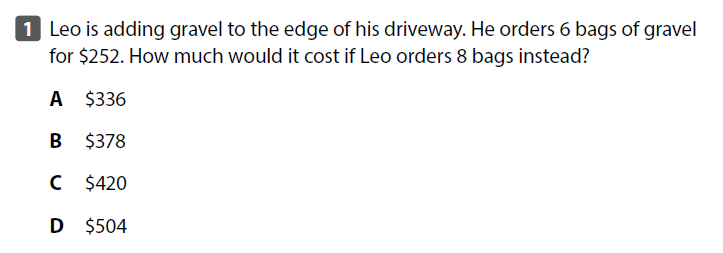 1 Leo is adding gravel to the edge of his driveway. He orders 6 bags of gravel
for $252. How much would it cost if Leo orders 8 bags instead?
A $336
B $378
C $420
D $504